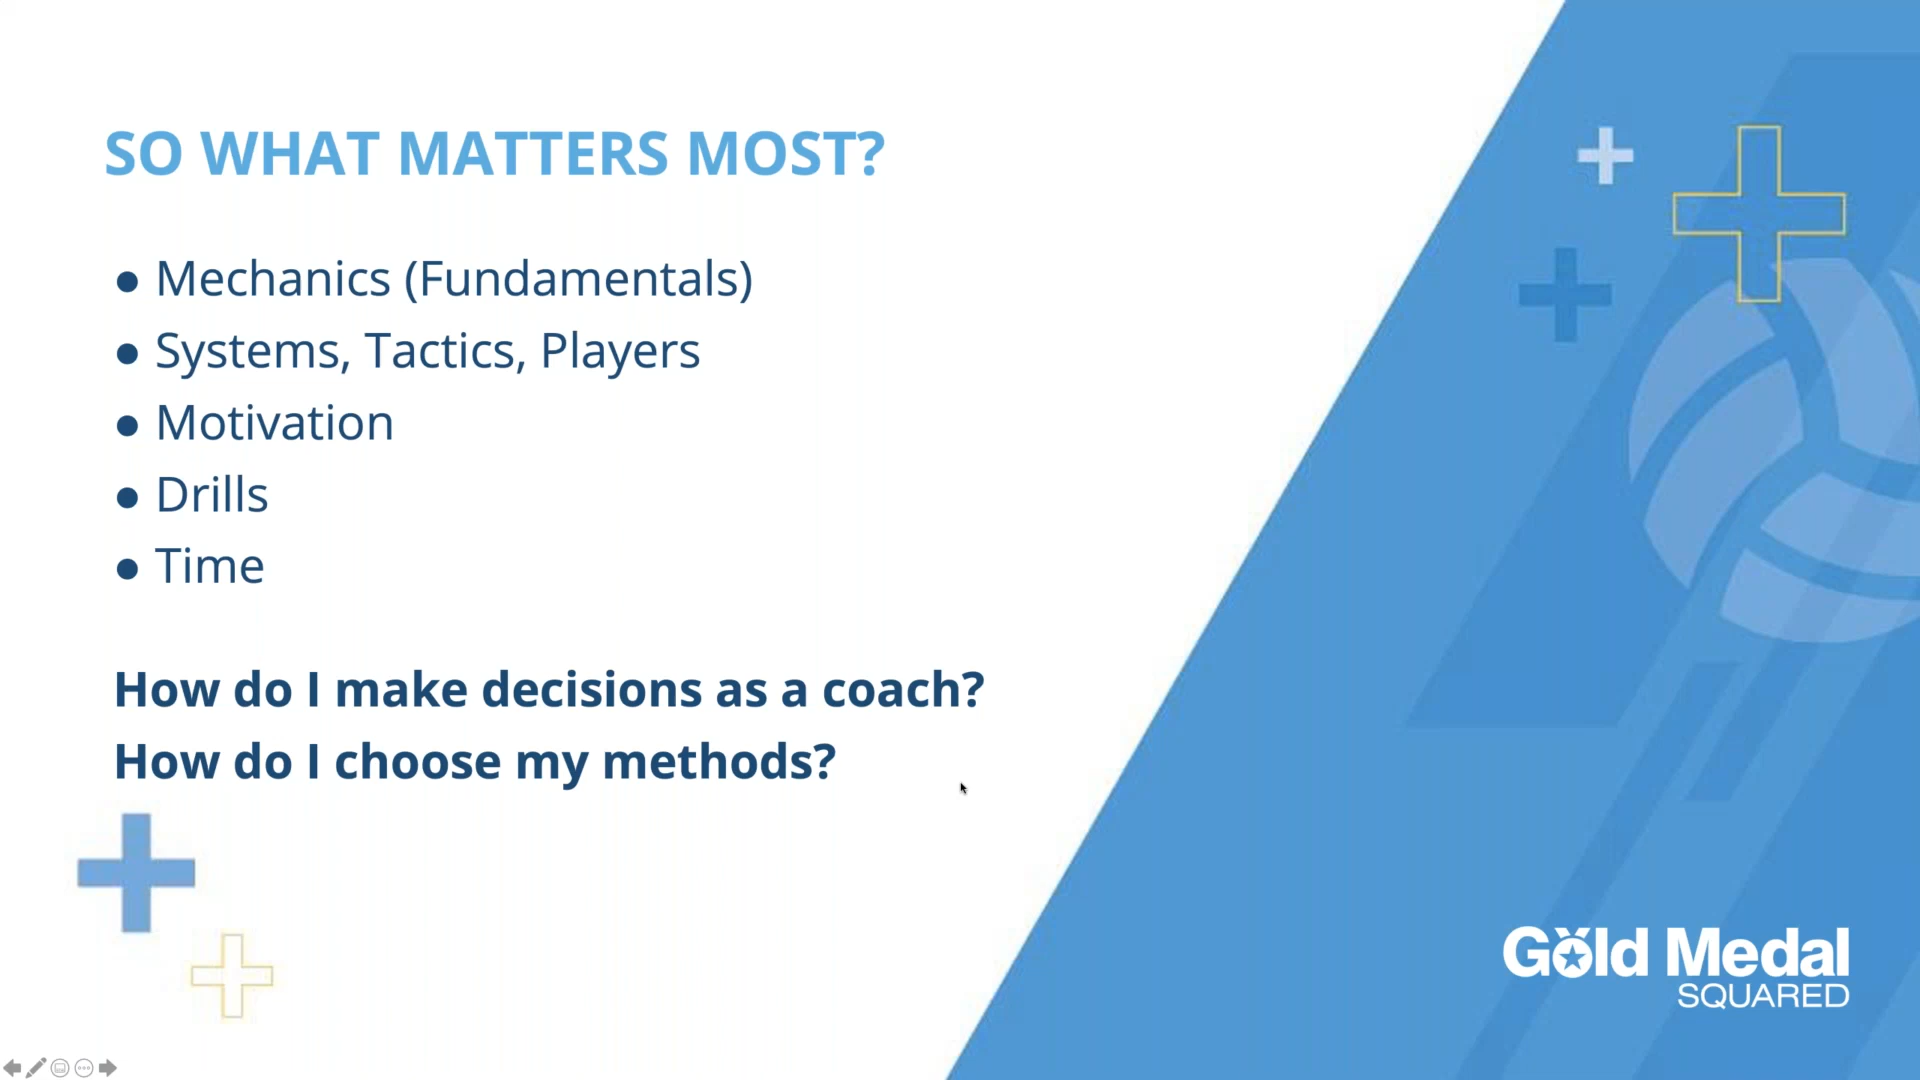 SO WHAT MATTERS MOST?
● Mechanics (Fundamentals)
● Systems, Tactics, Players
● Motivation
● Drills
● Time
How do I make decisions as a coach?
How do I choose my methods?
Gold Medal
SQUARED